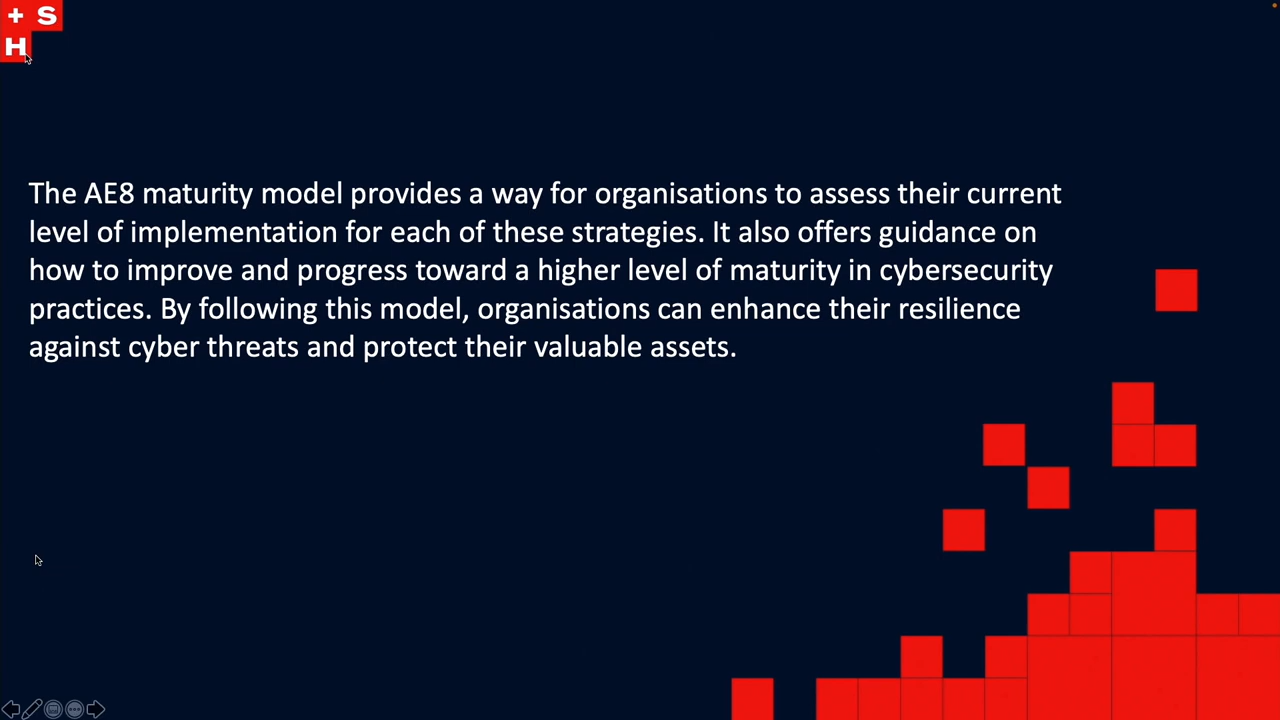 + S
H
The AE8 maturity model provides a way for organisations to assess their current
level of implementation for each of these strategies. It also offers guidance on
how to improve and progress toward a higher level of maturity in cybersecurity
practices. By following this model, organisations can enhance their resilience
against cyber threats and protect their valuable assets.